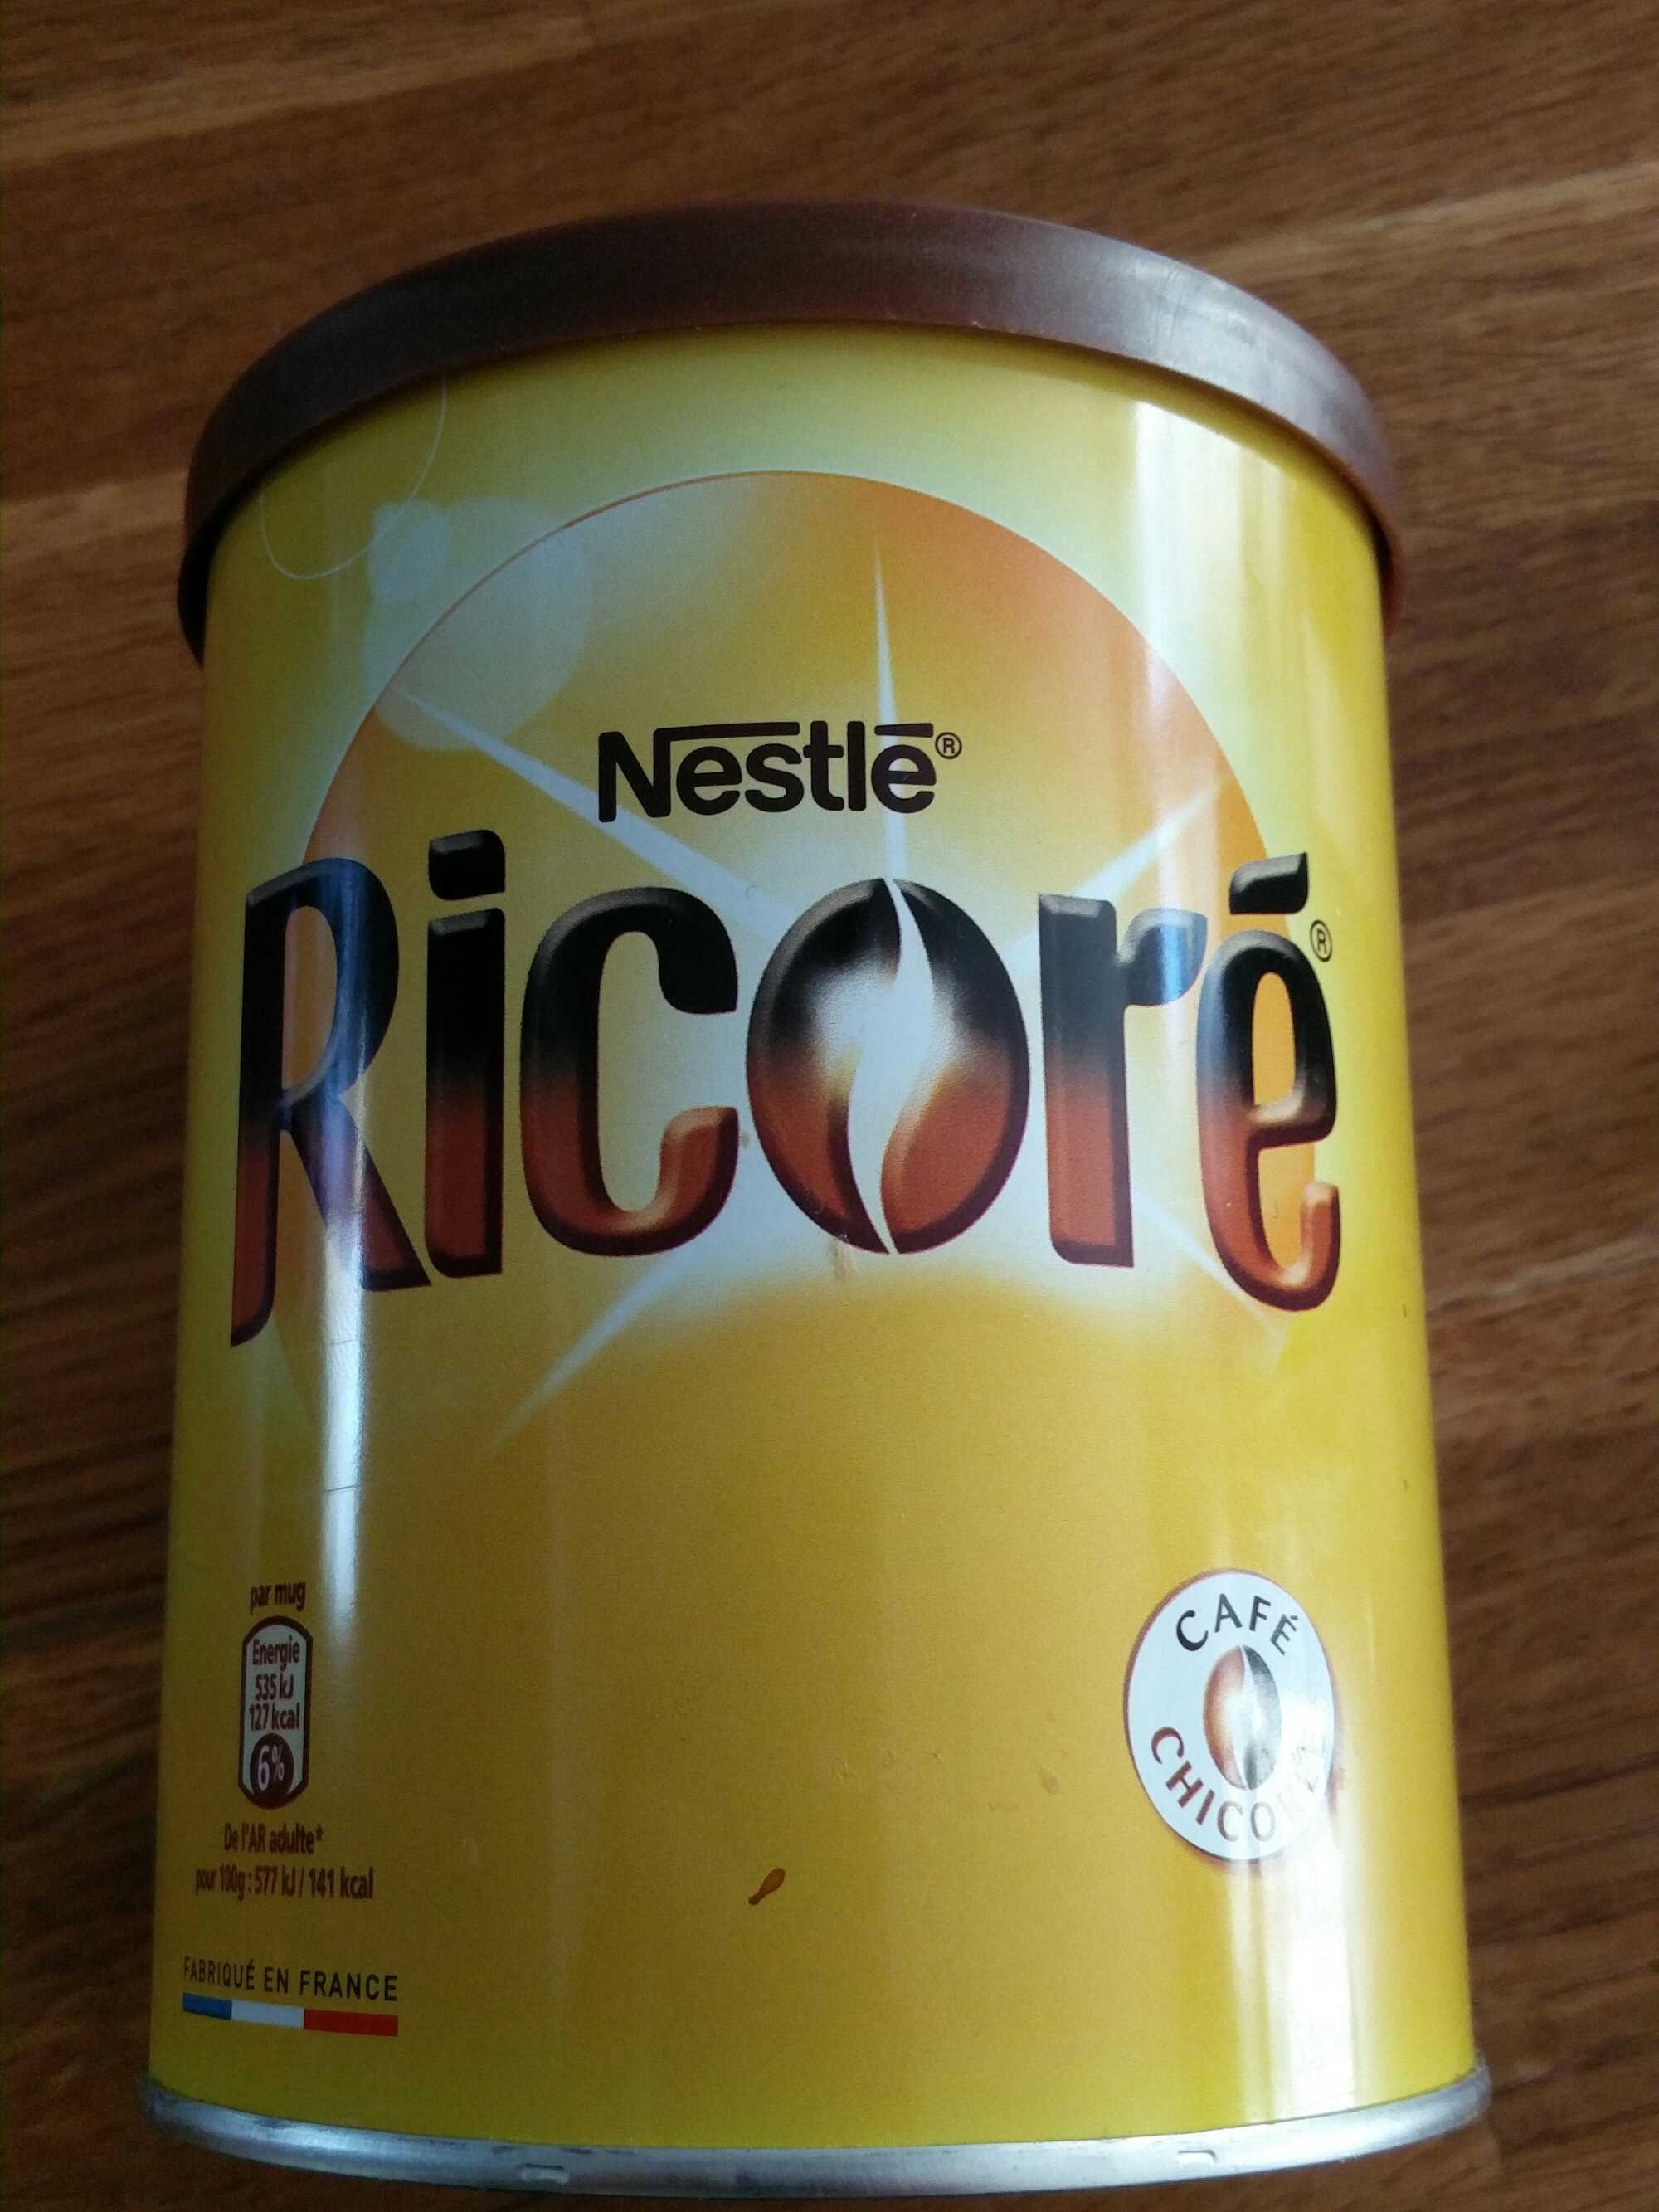 Nestlé®
Ricoré®
par mug
Energie
535 kJ
127 kcal
6%
De l'AR adulte*
pour 100g : 577 kJ / 141 kcal
FABRIQUÉ EN FRANCE
CAFÉ
CHICORÉE